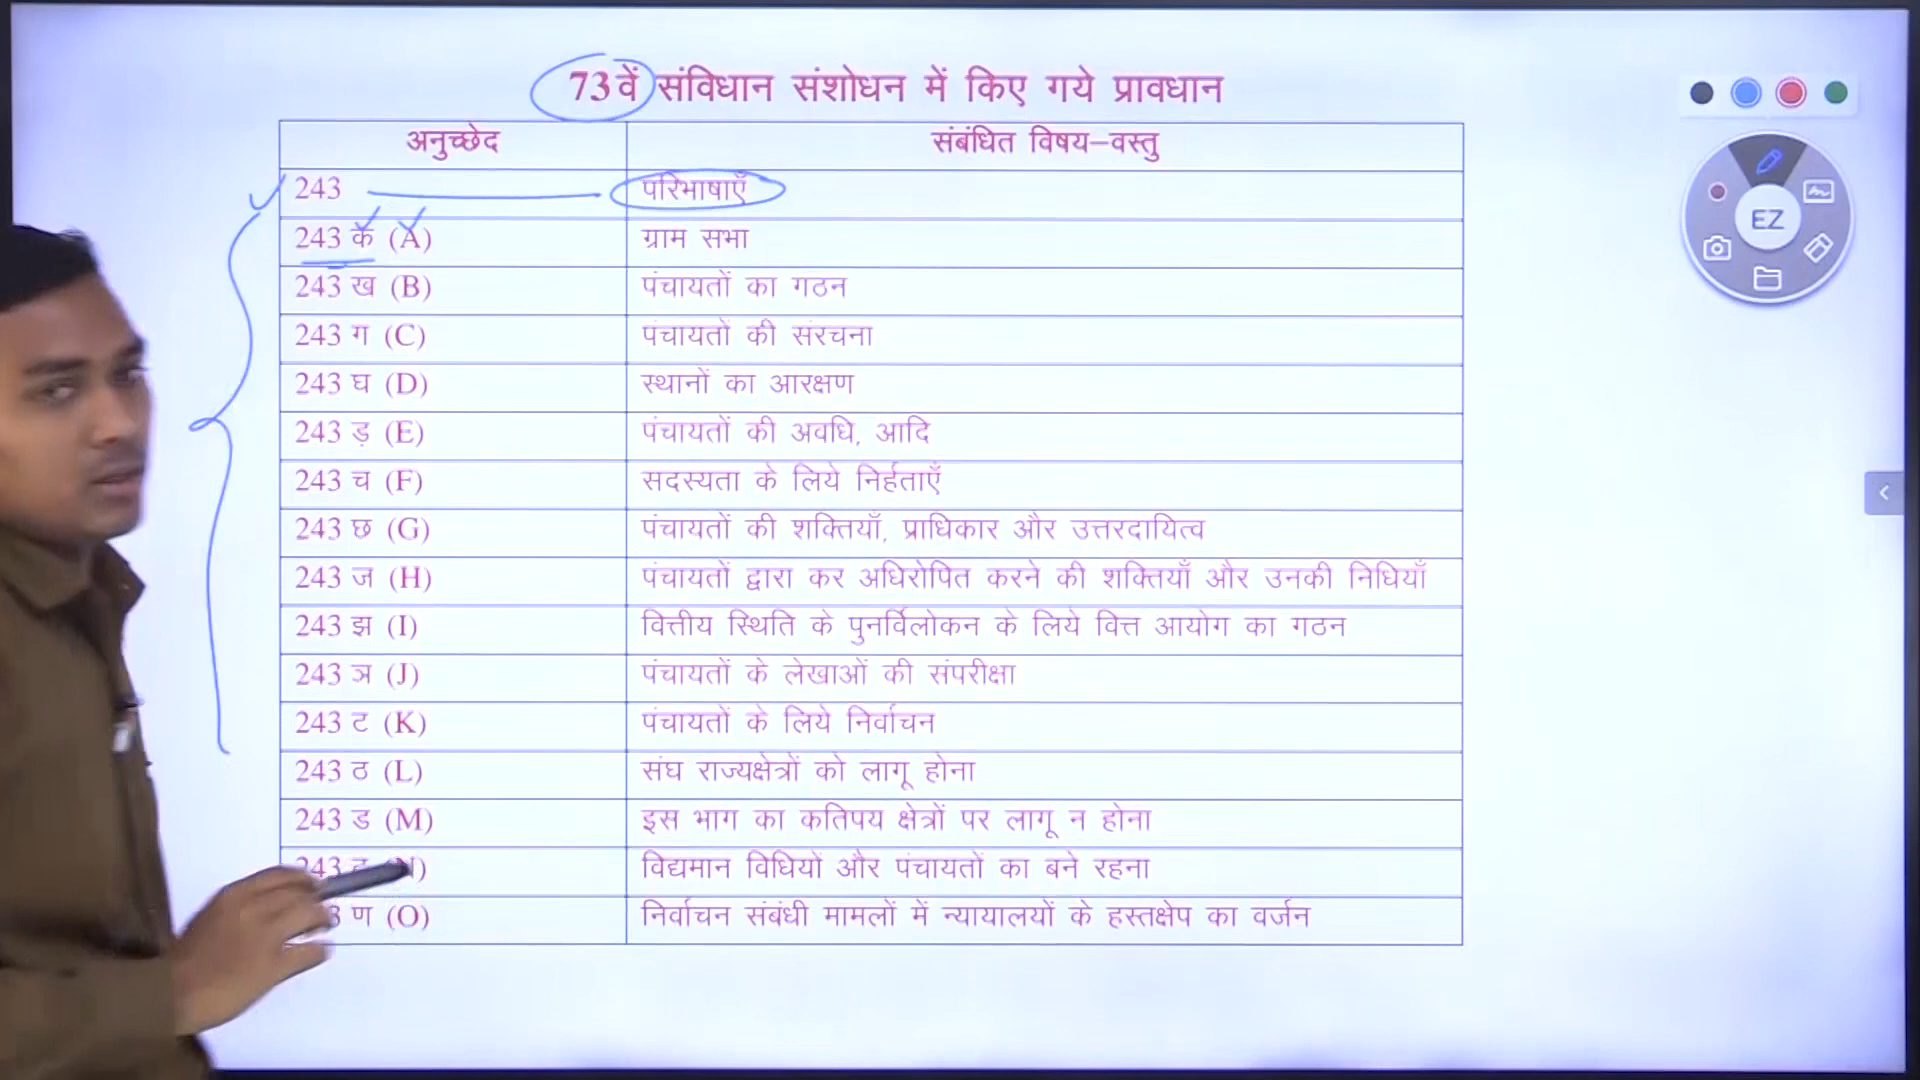 73वें संविधान संशोधन में किए गये प्रावधान
अनुच्छेद संबंधित विषय–वस्तु
243 परिभाषाएँ
243 क (A) ग्राम सभा
243 ख (B) पंचायतों का गठन
243 ग (C) पंचायतों की संरचना
243 घ (D) स्थानों का आरक्षण
243 ड़ (E) पंचायतों की अवधि, आदि
243 च (F) सदस्यता के लिये निर्हताएँ
243 छ (G) पंचायतों की शक्तियाँ, प्राधिकार और उत्तरदायित्व
243 ज (H) पंचायतों द्वारा कर अधिरोपित करने की शक्तियाँ और उनकी निधियाँ
243 झ (I) वित्तीय स्थिति के पुनर्विलोकन के लिये वित्त आयोग का गठन
243 ञ (J) पंचायतों के लेखाओं की संपरीक्षा
243 ट (K) पंचायतों के लिये निर्वाचन
243 ठ (L) संघ राज्यक्षेत्रों को लागू होना
243 ड (M) इस भाग का कतिपय क्षेत्रों पर लागू न होना
243 विद्यमान विधियों और पंचायतों का बने रहना
3 ण (O) निर्वाचन संबंधी मामलों में न्यायालयों के हस्तक्षेप का वर्जन
EZ